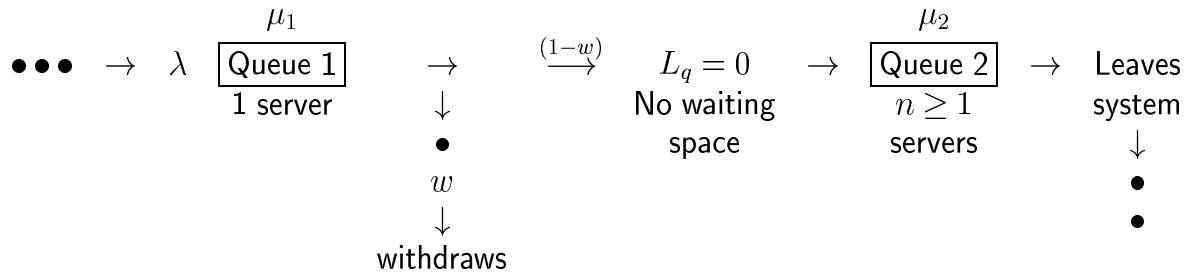 μ₁ μ₂
••• → λ Queue 1 → (1−w) ⟶ L_q = 0 → Queue 2 → Leaves
1 server ↓ No waiting n ≥ 1 system
• space servers ↓
w •
↓ •
withdraws